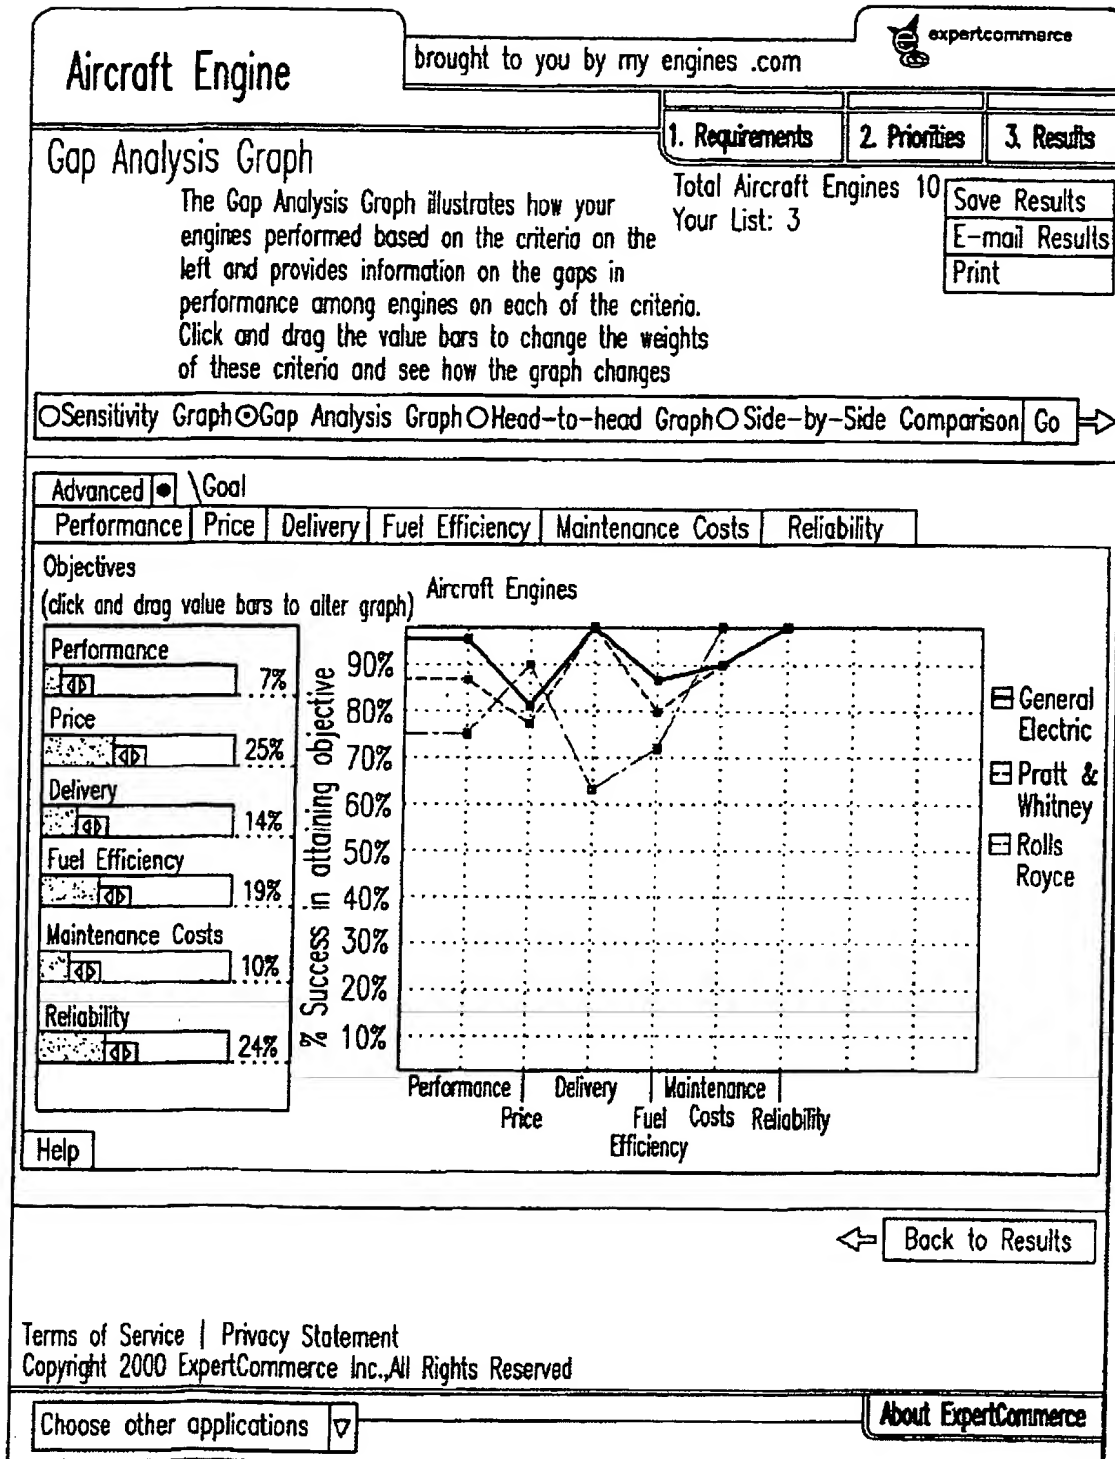 expertcommerce
Aircraft Engine
brought to you by my engines .com
1. Requirements
2. Priorities
3. Results
Gap Analysis Graph
The Gap Analysis Graph illustrates how your
engines performed based on the criteria on the
left and provides information on the gaps in
performance among engines on each of the criteria.
Click and drag the value bars to change the weights
of these criteria and see how the graph changes
Total Aircraft Engines 10
Your List: 3
Save Results
E-mail Results
Print
Sensitivity Graph Gap Analysis Graph Head-to-head Graph Side-by-Side Comparison Go
Advanced \Goal
Performance Price Delivery Fuel Efficiency Maintenance Costs Reliability
Objectives
(click and drag value bars to alter graph)
Performance
7%
Price
25%
Delivery
14%
Fuel Efficiency
19%
Maintenance Costs
10%
Reliability
24%
Aircraft Engines
% Success in attaining objective
90%
80%
70%
60%
50%
40%
30%
20%
10%
Performance
Price
Delivery
Fuel
Efficiency
Maintenance
Costs
Reliability
General
Electric
Pratt &
Whitney
Rolls
Royce
Help
Back to Results
Terms of Service | Privacy Statement
Copyright 2000 ExpertCommerce Inc.,All Rights Reserved
Choose other applications
About ExpertCommerce